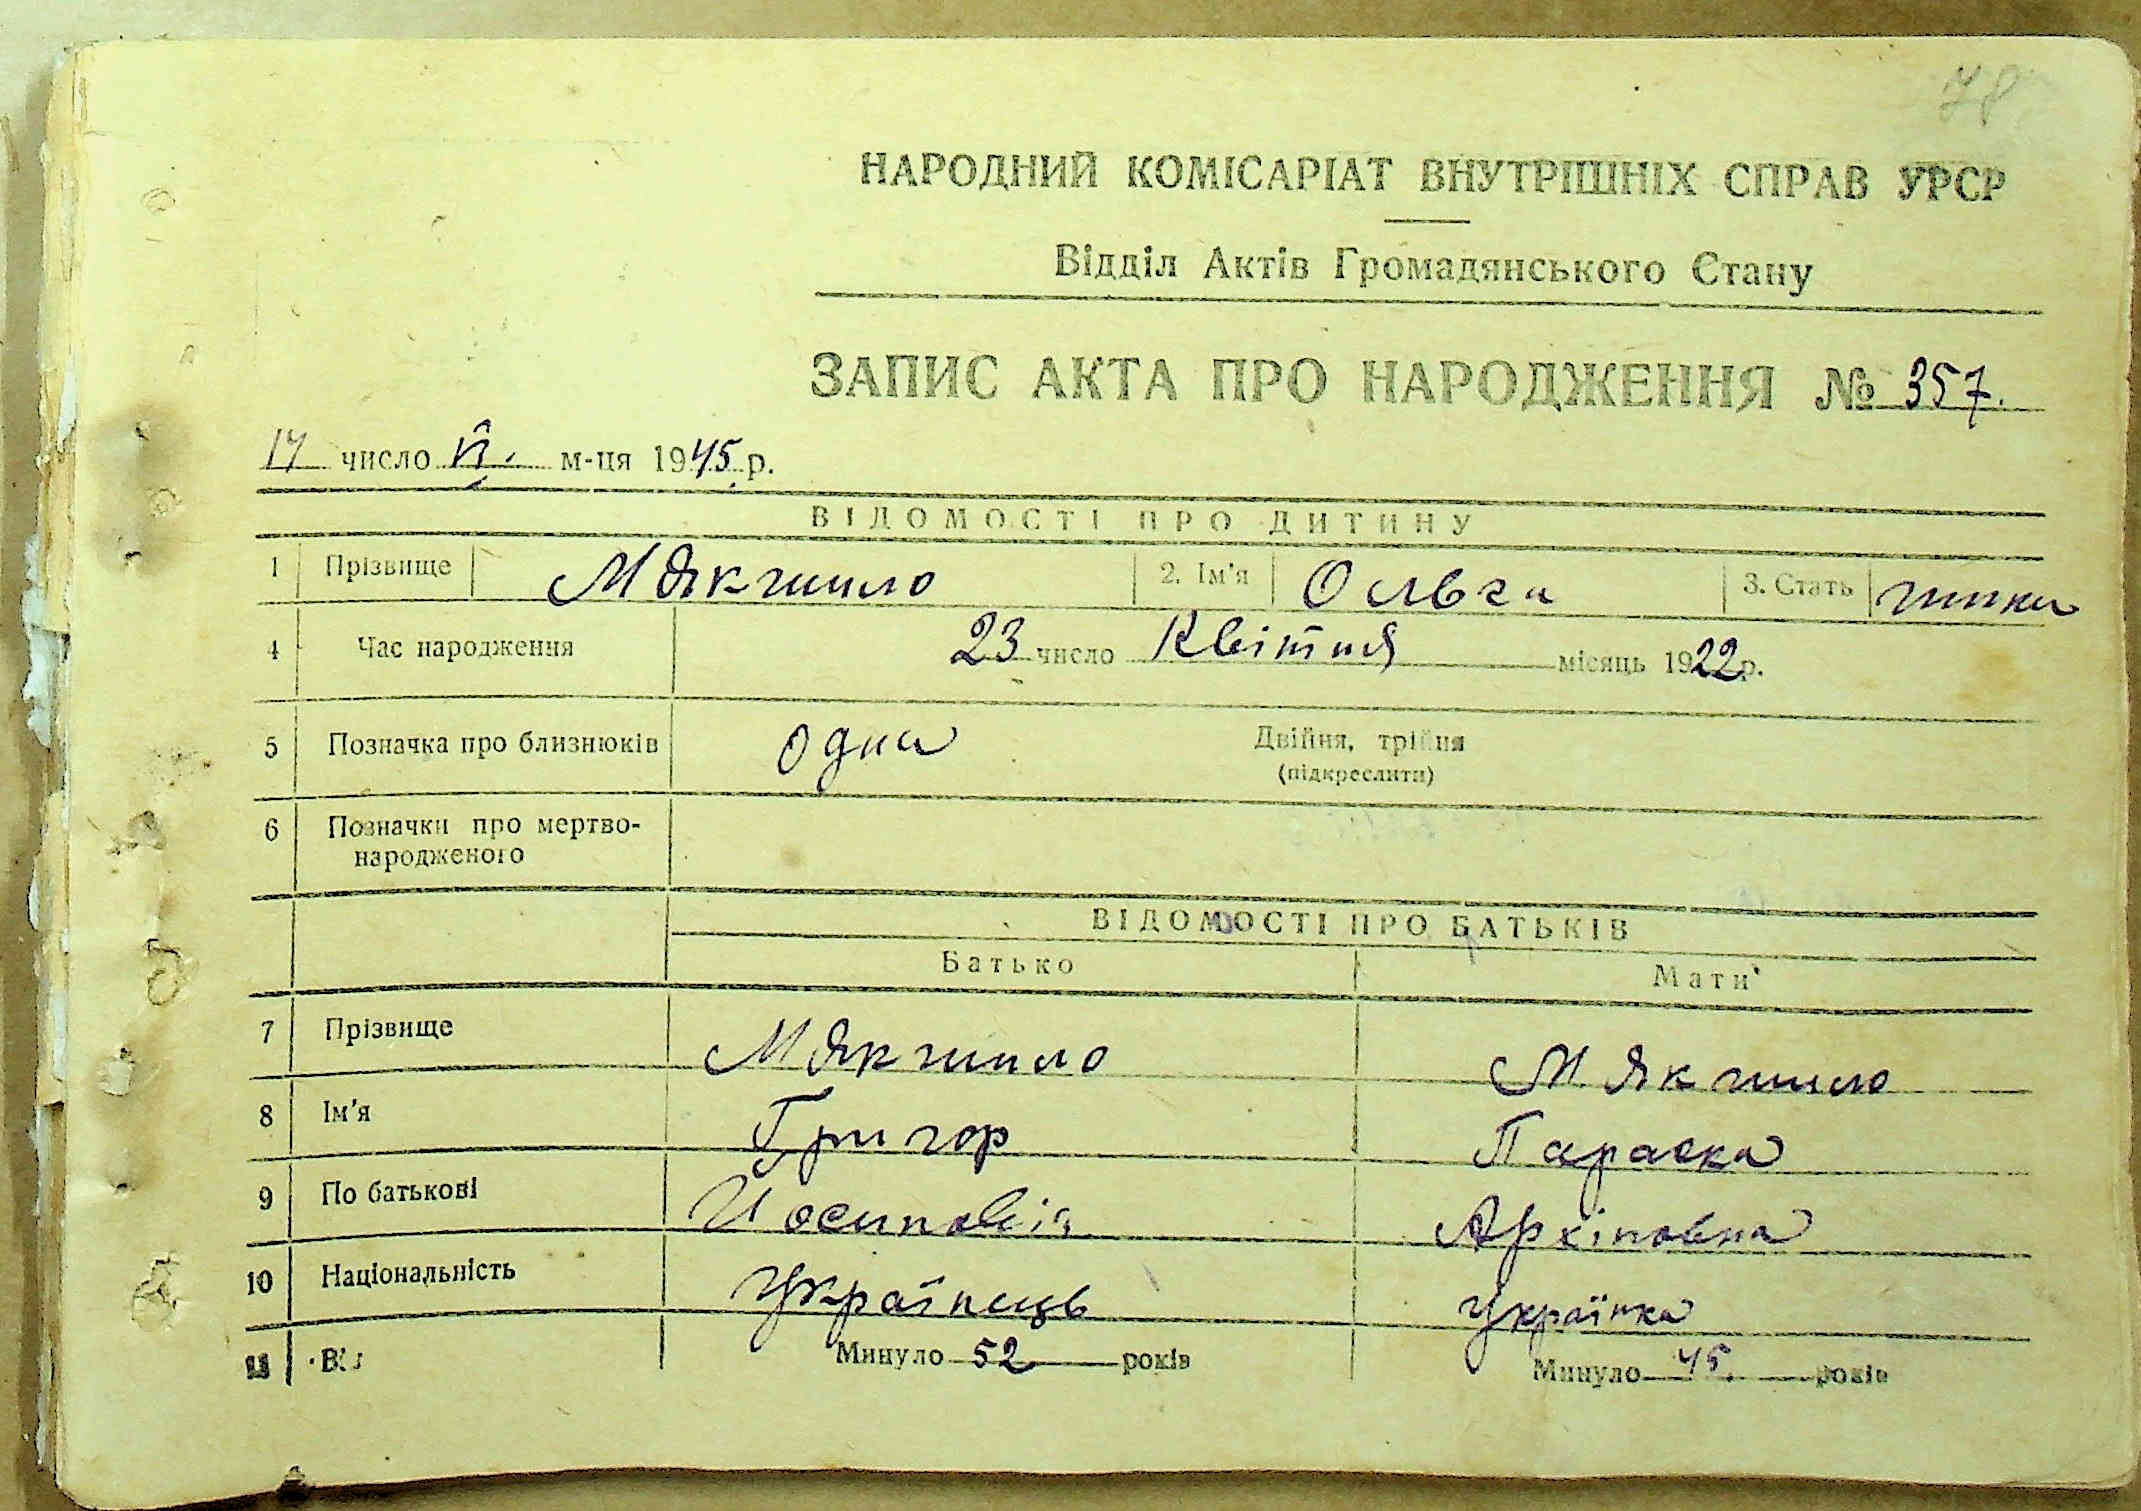 78
НАРОДНИЙ КОМІСАРІАТ ВНУТРІШНІХ СПРАВ УРСР
Відділ Актів Громадянського Стану
ЗАПИС АКТА ПРО НАРОДЖЕННЯ № 357.
14 число м-ця 1945 р.
ВІДОМОСТІ ПРО ДИТИНУ
1 Прізвище Мякшило 2. Ім'я Ольга 3. Стать жінка
4 Час народження 23 число Квітня місяць 1922 р.
5 Позначка про близнюків одна Двійня, трійня
(підкреслити)
6 Позначки про мертво-
народженого
ВІДОМОСТІ ПРО БАТЬКІВ
Батько Мати
7 Прізвище Мякшило Мякшило
8 Ім'я Григор Параска
9 По батькові Йосипович Архіповна
10 Національність Українець Українка
11 Вік Минуло 52 років Минуло 45 років